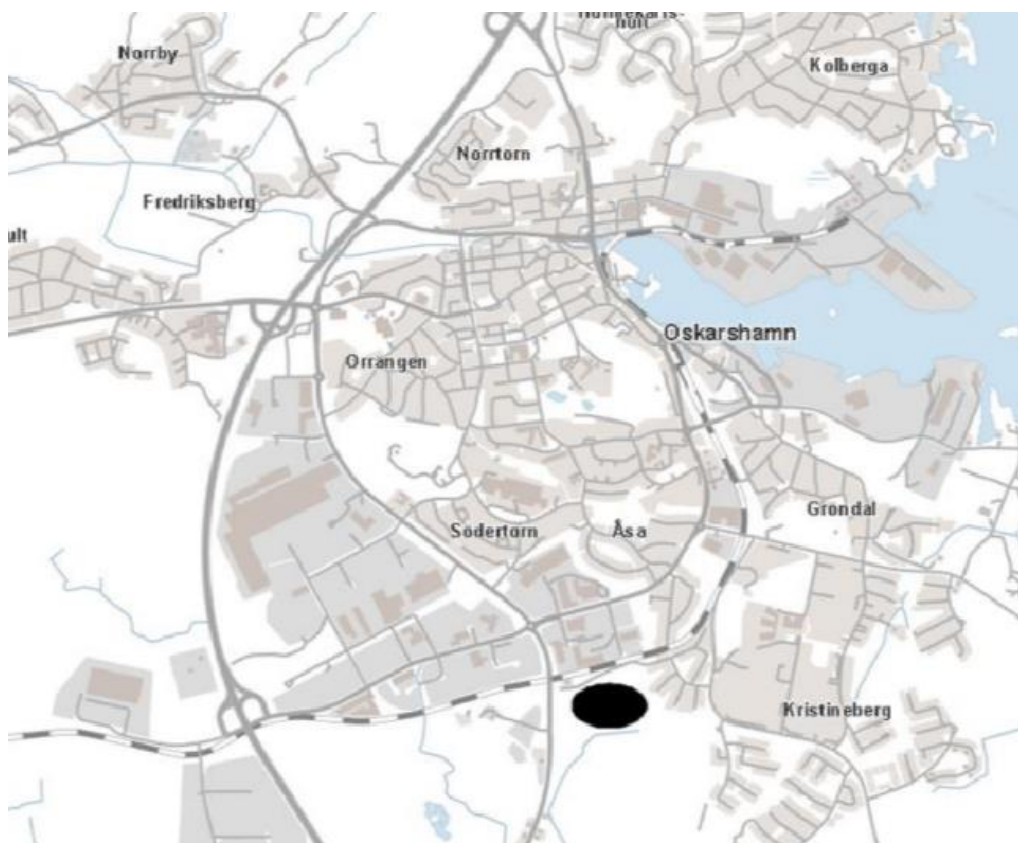 Norrby
Kolberga
Norrtorn
Fredriksberg
ult
Oskarshamn
Orrangen
Södertorn
Åsa
Grondal
Kristineberg